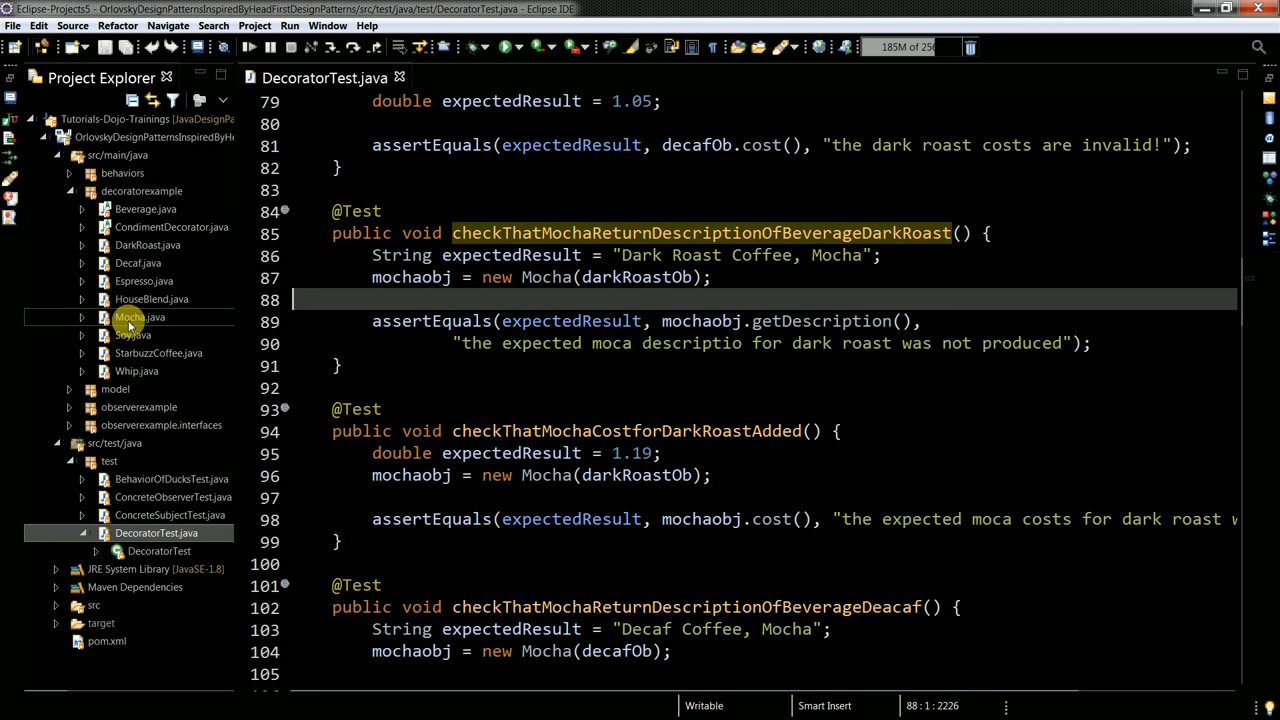 Eclipse-Projects5 - OrlovskyDesignPatternsInspiredByHeadFirstDesignPatterns/src/test/java/test/DecoratorTest.java - Eclipse IDE
File Edit Source Refactor Navigate Search Project Run Window Help
185M of 256
Project Explorer
DecoratorTest.java
Tutorials-Dojo-Trainings [JavaDesignPa
OrlovskyDesignPatternsInspiredByHe
src/main/java
behaviors
decoratorexample
Beverage.java
CondimentDecorator.java
DarkRoast.java
Decaf.java
Espresso.java
HouseBlend.java
Mocha.java
Soy.java
StarbuzzCoffee.java
Whip.java
model
observerexample
observerexample.interfaces
src/test/java
test
BehaviorOfDucksTest.java
ConcreteObserverTest.java
ConcreteSubjectTest.java
DecoratorTest.java
DecoratorTest
JRE System Library [JavaSE-1.8]
Maven Dependencies
src
target
pom.xml
79 double expectedResult = 1.05;
80
81 assertEquals(expectedResult, decafOb.cost(), "the dark roast costs are invalid!");
82 }
83
84 @Test
85 public void checkThatMochaReturnDescriptionOfBeverageDarkRoast() {
86 String expectedResult = "Dark Roast Coffee, Mocha";
87 mochaobj = new Mocha(darkRoastOb);
88
89 assertEquals(expectedResult, mochaobj.getDescription(),
90 "the expected moca descriptio for dark roast was not produced");
91 }
92
93 @Test
94 public void checkThatMochaCostforDarkRoastAdded() {
95 double expectedResult = 1.19;
96 mochaobj = new Mocha(darkRoastOb);
97
98 assertEquals(expectedResult, mochaobj.cost(), "the expected moca costs for dark roast w
99 }
100
101 @Test
102 public void checkThatMochaReturnDescriptionOfBeverageDeacaf() {
103 String expectedResult = "Decaf Coffee, Mocha";
104 mochaobj = new Mocha(decafOb);
105
Writable Smart Insert 88 : 1 : 2226